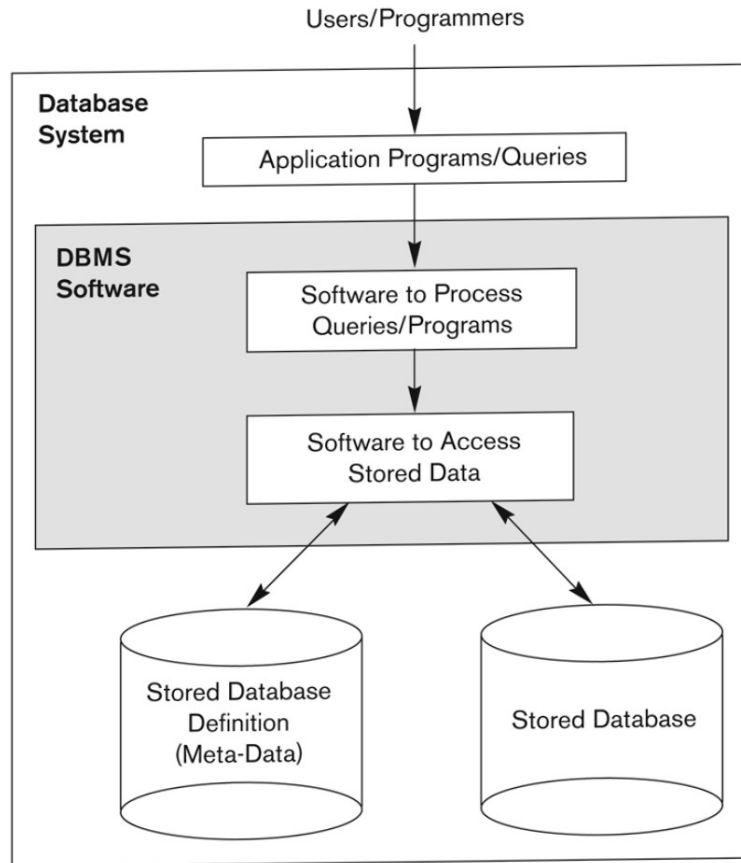 Users/Programmers
Database
System
Application Programs/Queries
DBMS
Software
Software to Process
Queries/Programs
Software to Access
Stored Data
Stored Database
Definition
(Meta-Data)
Stored Database